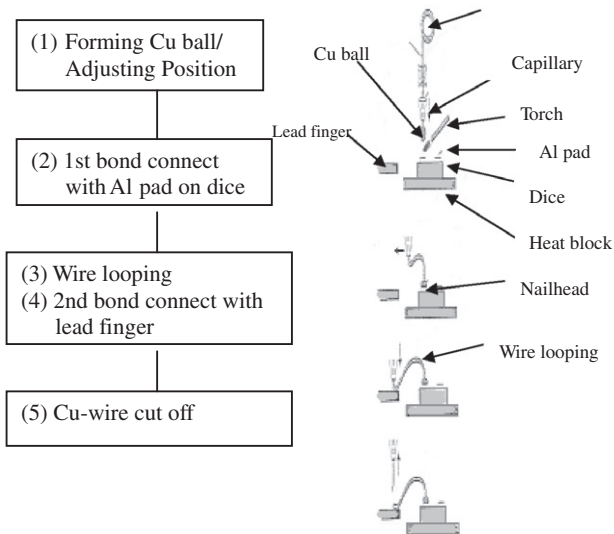 (1) Forming Cu ball/
Adjusting Position
(2) 1st bond connect
with Al pad on dice
(3) Wire looping
(4) 2nd bond connect with
lead finger
(5) Cu-wire cut off
Cu ball
Capillary
Torch
Lead finger
Al pad
Dice
Heat block
Nailhead
Wire looping